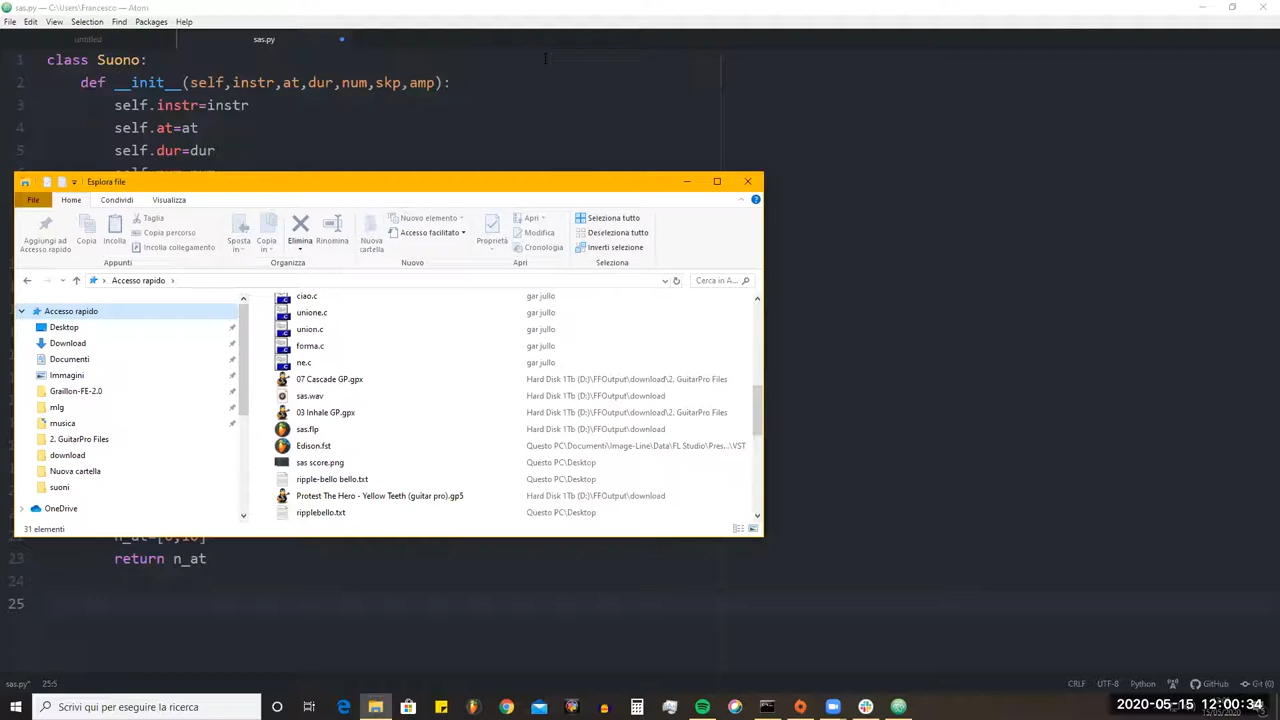 sas.py — C:\Users\Francesco — Atom
File Edit View Selection Find Packages Help
untitled
sas.py
1 class Suono:
2 def __init__(self,instr,at,dur,num,skp,amp):
3 self.instr=instr
4 self.at=at
5 self.dur=dur
Esplora file
File Home Condividi Visualizza
Aggiungi ad Accesso rapido
Copia
Incolla
Taglia
Copia percorso
Incolla collegamento
Appunti
Sposta in
Copia in
Elimina
Rinomina
Organizza
Nuova cartella
Nuovo elemento
Accesso facilitato
Nuovo
Proprietà
Apri
Modifica
Cronologia
Apri
Seleziona tutto
Deseleziona tutto
Inverti selezione
Selezione
Accesso rapido
Cerca in A...
Accesso rapido
Desktop
Download
Documenti
Immagini
Graillon-FE-2.0
mlg
musica
2. GuitarPro Files
download
Nuova cartella
suoni
OneDrive
ciao.c gar jullo
unione.c gar jullo
union.c gar jullo
forma.c gar jullo
ne.c gar jullo
07 Cascade GP.gpx Hard Disk 1Tb (D:)\FFOutput\download\2. GuitarPro Files
sas.wav Hard Disk 1Tb (D:)\FFOutput\download
03 Inhale GP.gpx Hard Disk 1Tb (D:)\FFOutput\download\2. GuitarPro Files
sas.flp Hard Disk 1Tb (D:)\FFOutput\download
Edison.fst Questo PC\Documenti\Image-Line\Data\FL Studio\Pres...\VST
sas score.png Questo PC\Desktop
ripple-bello bello.txt Questo PC\Desktop
Protest The Hero - Yellow Teeth (guitar pro).gp5 Hard Disk 1Tb (D:)\FFOutput\download
ripplebello.txt Questo PC\Desktop
31 elementi
23 return n_at
24
25
sas.py* 25:5
CRLF UTF-8 Python GitHub Git (0)
Scrivi qui per eseguire la ricerca
2020-05-15 12:00:34